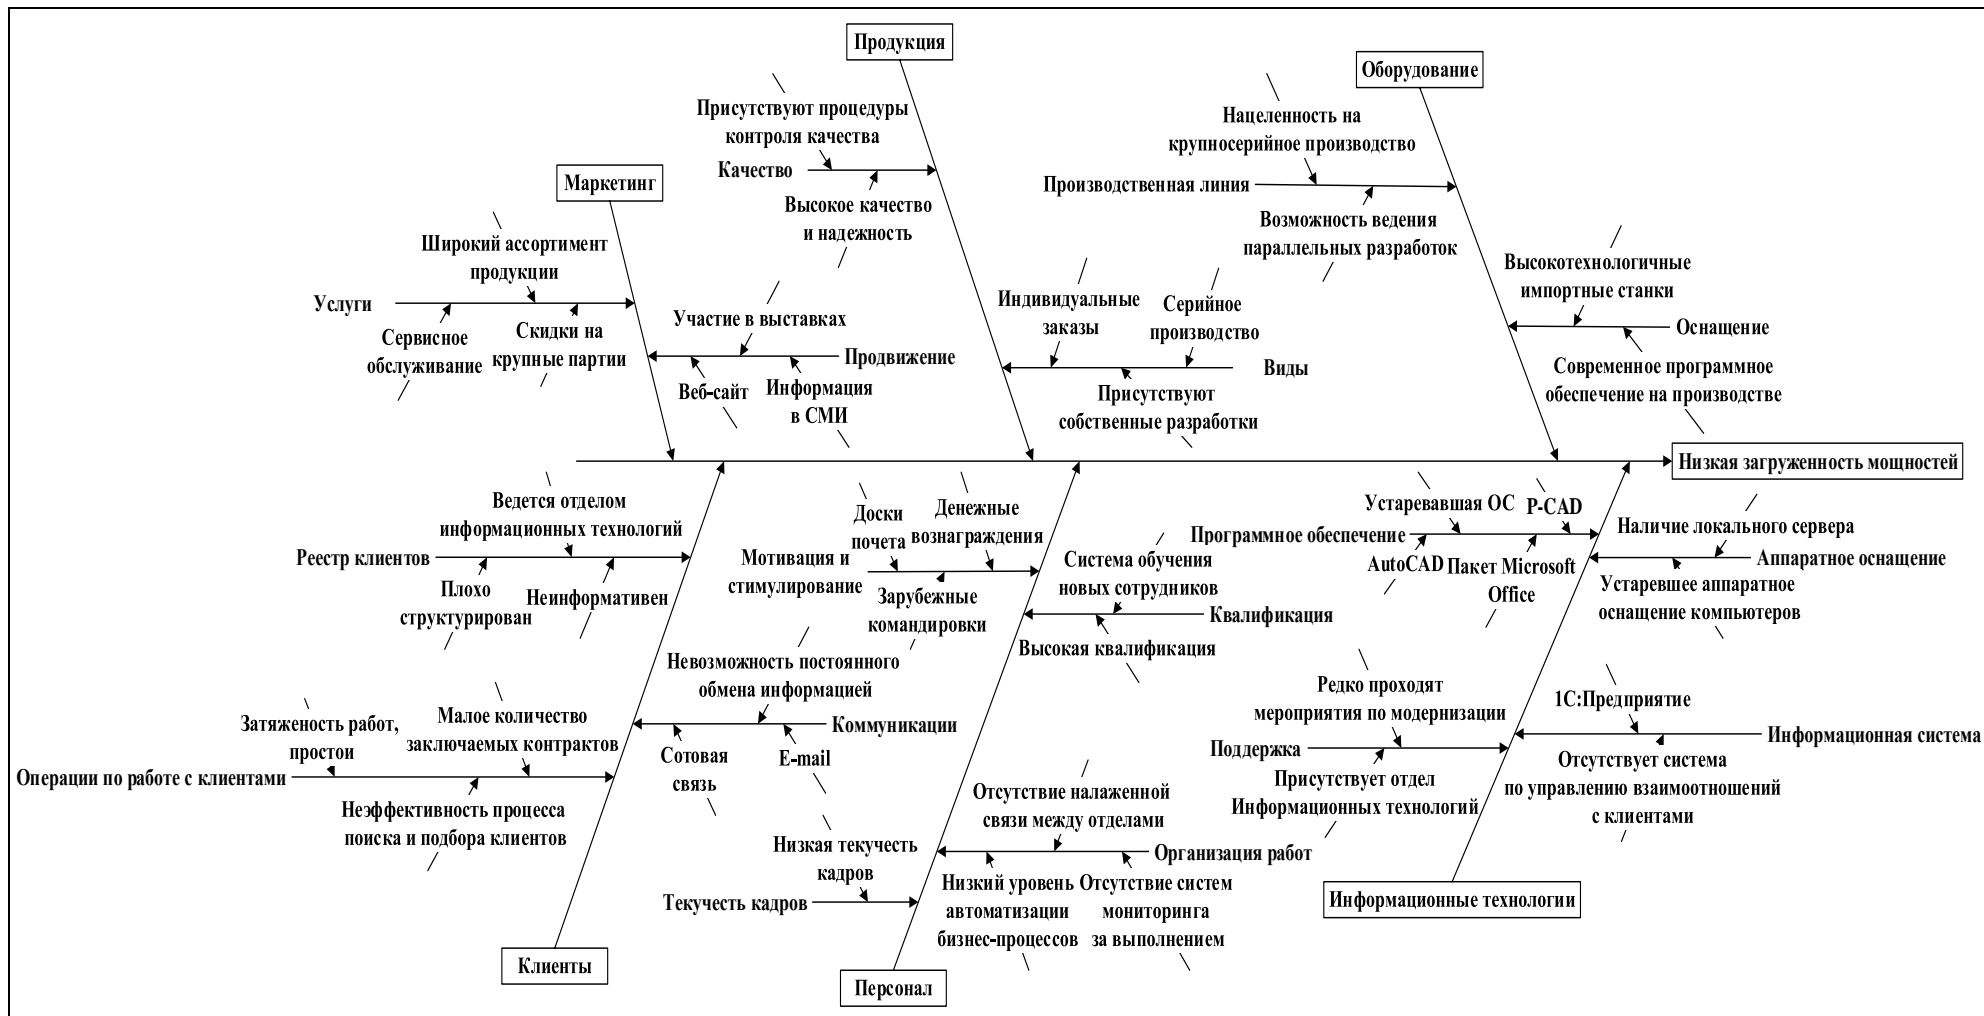 Продукция
Оборудование
Присутствуют процедуры
контроля качества
Качество
Высокое качество
и надежность
Нацеленность на
крупносерийное производство
Производственная линия
Возможность ведения
параллельных разработок
Маркетинг
Широкий ассортимент
продукции
Услуги
Сервисное
обслуживание
Скидки на
крупные партии
Участие в выставках
Продвижение
Веб-сайт
Информация
в СМИ
Индивидуальные
заказы
Серийное
производство
Виды
Присутствуют
собственные разработки
Высокотехнологичные
импортные станки
Оснащение
Современное программное
обеспечение на производстве
Низкая загруженность мощностей
Ведется отделом
информационных технологий
Реестр клиентов
Плохо
структурирован
Неинформативен
Доски
почета
Денежные
вознаграждения
Мотивация и
стимулирование
Зарубежные
командировки
Система обучения
новых сотрудников
Квалификация
Высокая квалификация
Устаревавшая ОС
P-CAD
Программное обеспечение
AutoCAD
Пакет Microsoft
Office
Наличие локального сервера
Аппаратное оснащение
Устаревшее аппаратное
оснащение компьютеров
Невозможность постоянного
обмена информацией
Коммуникации
Сотовая
связь
E-mail
Затяженость работ,
простои
Малое количество
заключаемых контрактов
Операции по работе с клиентами
Неэффективность процесса
поиска и подбора клиентов
Редко проходят
мероприятия по модернизации
Поддержка
Присутствует отдел
Информационных технологий
1С:Предприятие
Информационная система
Отсутствует система
по управлению взаимоотношений
с клиентами
Отсутствие налаженной
связи между отделами
Организация работ
Низкий уровень
автоматизации
бизнес-процессов
Отсутствие систем
мониторинга
за выполнением
Низкая текучесть
кадров
Текучесть кадров
Информационные технологии
Клиенты
Персонал